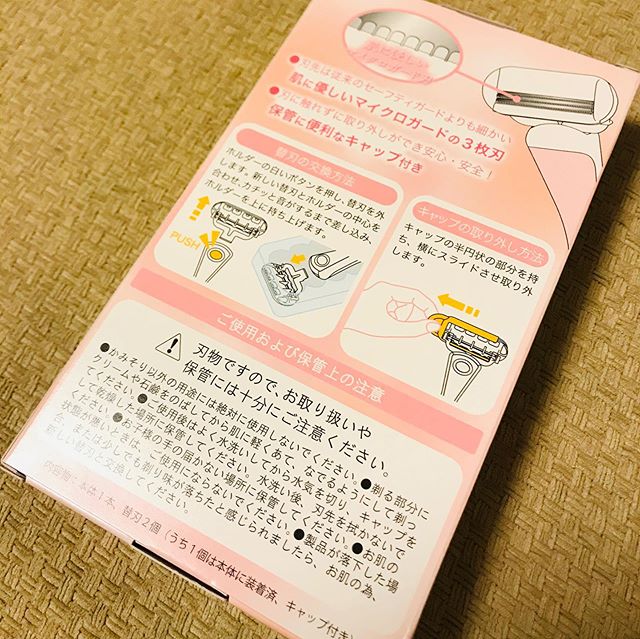 ●刃先は従来のセーフティガードよりも細かい
肌に優しいマイクロガードの3枚刃
●刃に触れずに取り外しができ安心・安全!
保管に便利なキャップ付き
替刃の交換方法
ホルダーの白いボタンを押し、替刃を外
します。新しい替刃とホルダーの中心を
合わせ、カチッと音がするまで差し込み、
ホルダーを上に持ち上げます。
PUSH
キャップの取り外し方法
キャップの半円状の部分を持
ち、横にスライドさせ取り外
します。
ご使用および保管上の注意
刃物ですので、お取り扱いや
保管には十分にご注意ください。
●かみそり以外の用途には絶対に使用しないでください。●剃る部分に
クリームや石鹸をのばしてから肌に軽くあて、なでるようにして剃っ
てください。●ご使用後はよく水洗いしてから水気を切り、キャップを
して乾燥した場所に保管してください。水洗い後、刃先を拭かないで
ください。●お子様の手の届かない場所に保管してください。●お肌の
状態が悪いときは、ご使用にならないでください。●製品が落下した場
合、または少しでも剃り味が落ちたと感じられましたら、お肌の為、
新しい替刃と交換してください。
内容物:本体1本、替刃2個(うち1個は本体に装着済、キャップ付き)